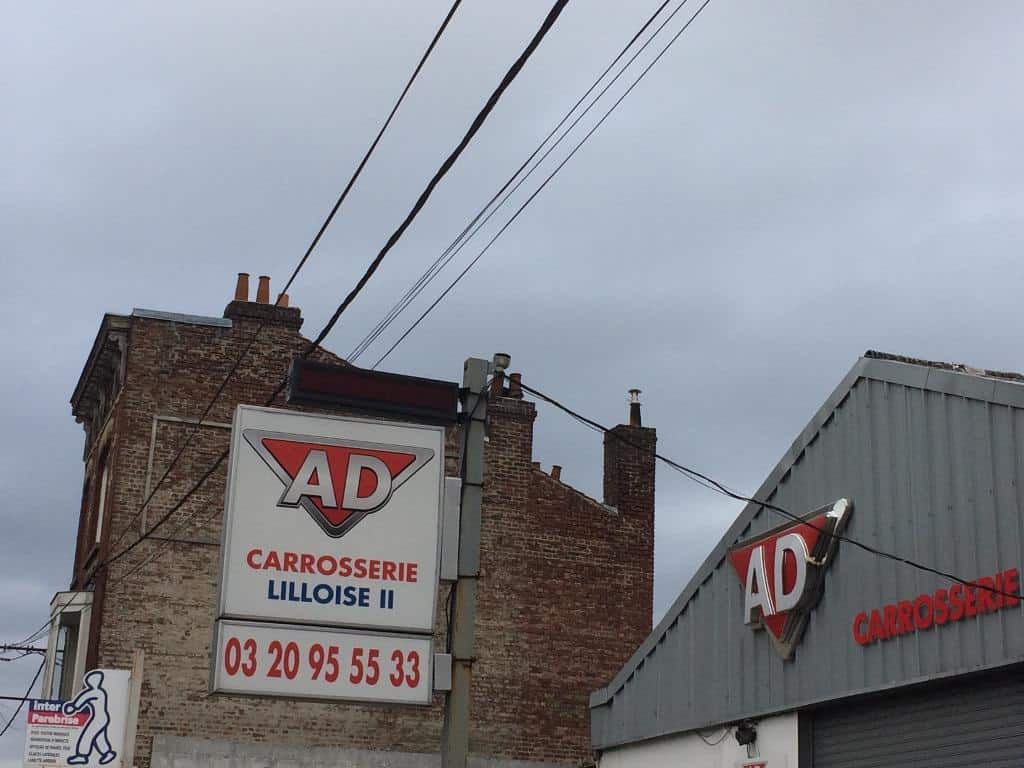 AD
CARROSSERIE
LILLOISE II
03 20 95 55 33
AD
CARROSSERIE
Inter
Parebrise